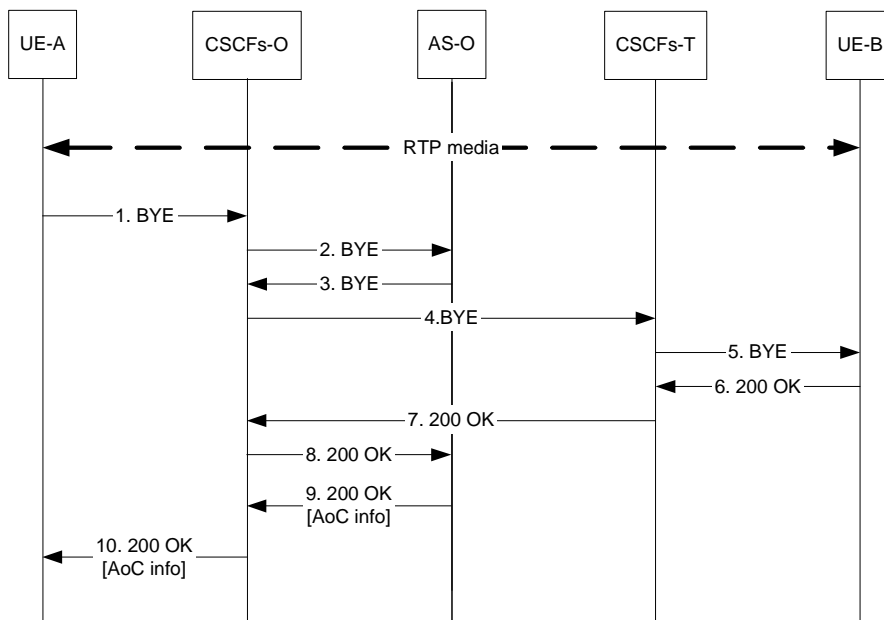 UE-A
CSCFs-O
AS-O
CSCFs-T
UE-B
RTP media
1. BYE
2. BYE
3. BYE
4.BYE
5. BYE
6. 200 OK
7. 200 OK
8. 200 OK
9. 200 OK
[AoC info]
10. 200 OK
[AoC info]